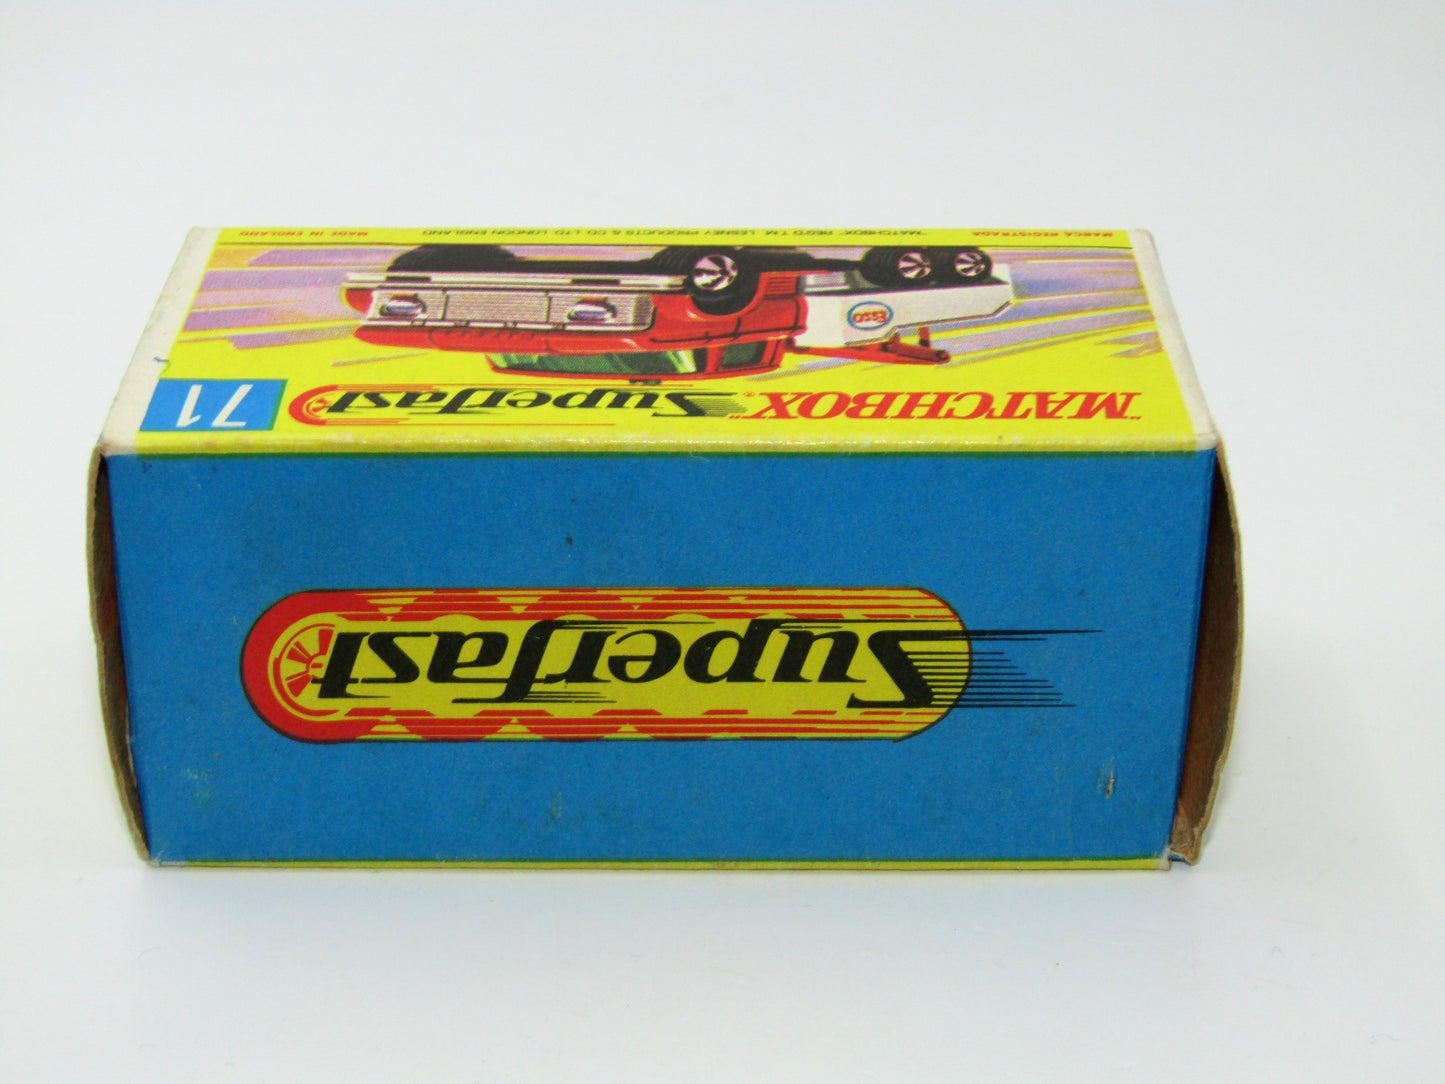 "MATCHBOX"® Superfast 71
Esso
MARCA REGISTRADA "MATCHBOX" REG'D T.M. LESNEY PRODUCTS & CO LTD LONDON ENGLAND MADE IN ENGLAND
Superfast